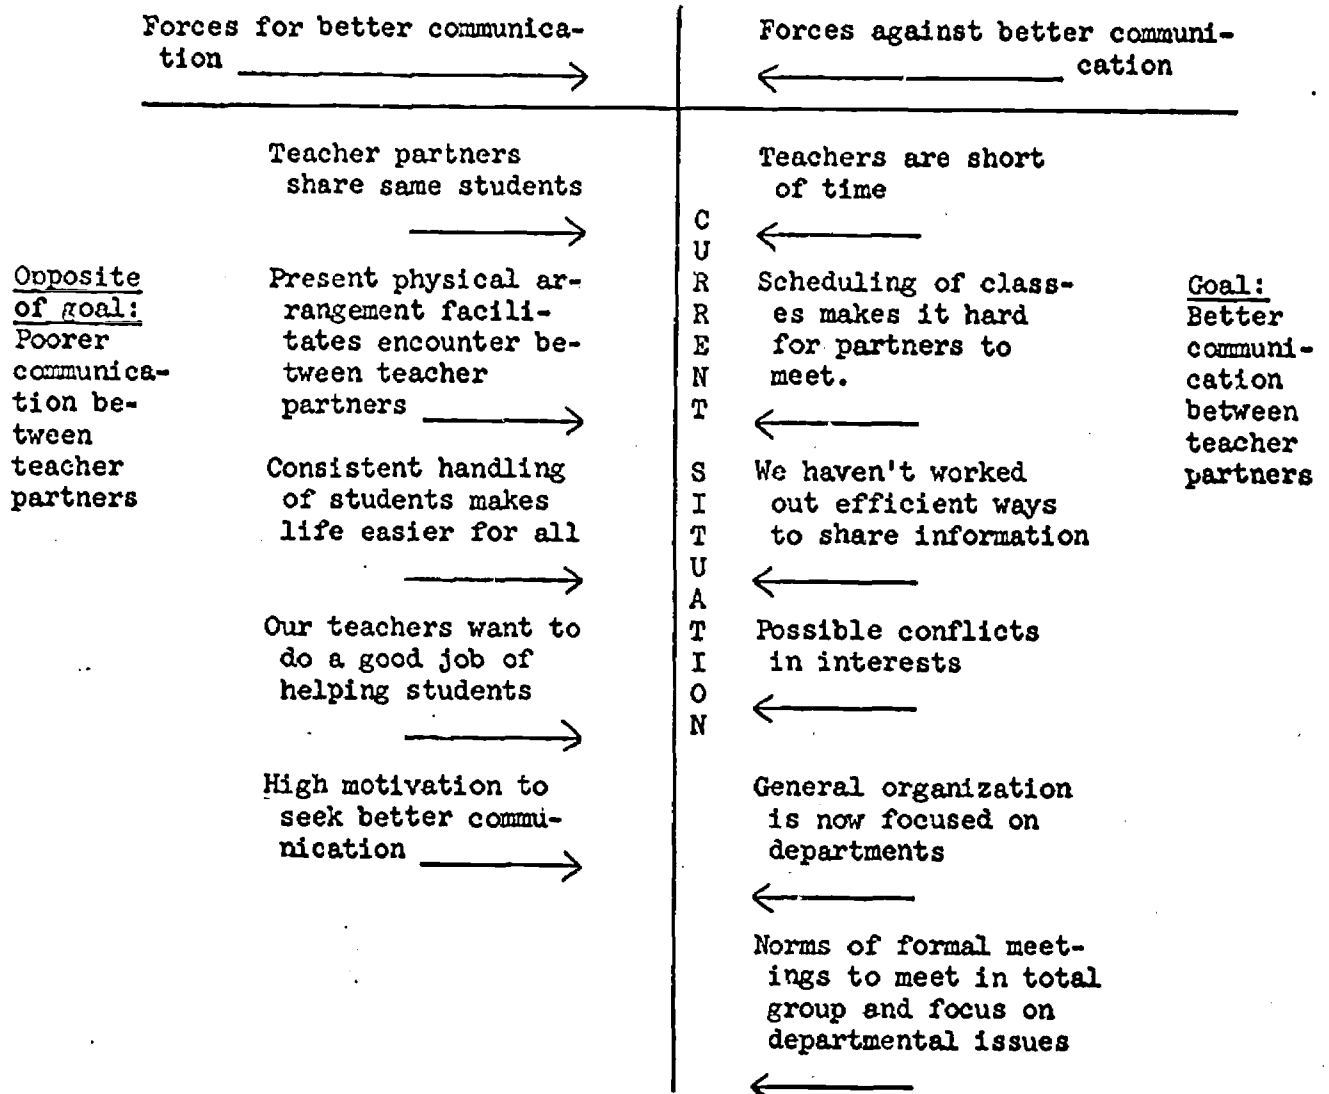 Forces for better communica-
tion
Forces against better communi-
cation
Opposite
of goal:
Poorer
communica-
tion be-
tween
teacher
partners
Teacher partners
share same students
Present physical ar-
rangement facili-
tates encounter be-
tween teacher
partners
Consistent handling
of students makes
life easier for all
Our teachers want to
do a good job of
helping students
High motivation to
seek better commu-
nication
CURRENT SITUATION
Teachers are short
of time
Scheduling of class-
es makes it hard
for partners to
meet.
We haven't worked
out efficient ways
to share information
Possible conflicts
in interests
General organization
is now focused on
departments
Norms of formal meet-
ings to meet in total
group and focus on
departmental issues
Goal:
Better
communi-
cation
between
teacher
partners